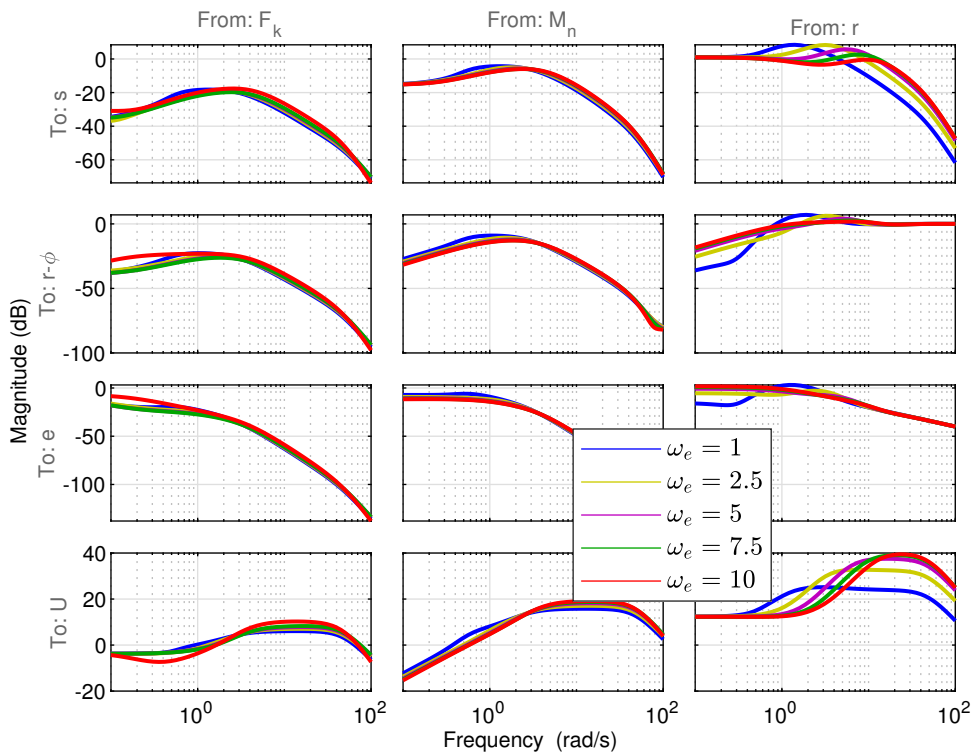 From: F_k
From: M_n
From: r
Magnitude (dB)
To: s
0
-20
-40
-60
To: r-ϕ
0
-50
-100
To: e
0
-50
-100
ω_e = 1
ω_e = 2.5
ω_e = 5
ω_e = 7.5
ω_e = 10
To: U
40
20
0
-20
10^0 10^2 10^0 10^2 10^0 10^2
Frequency (rad/s)